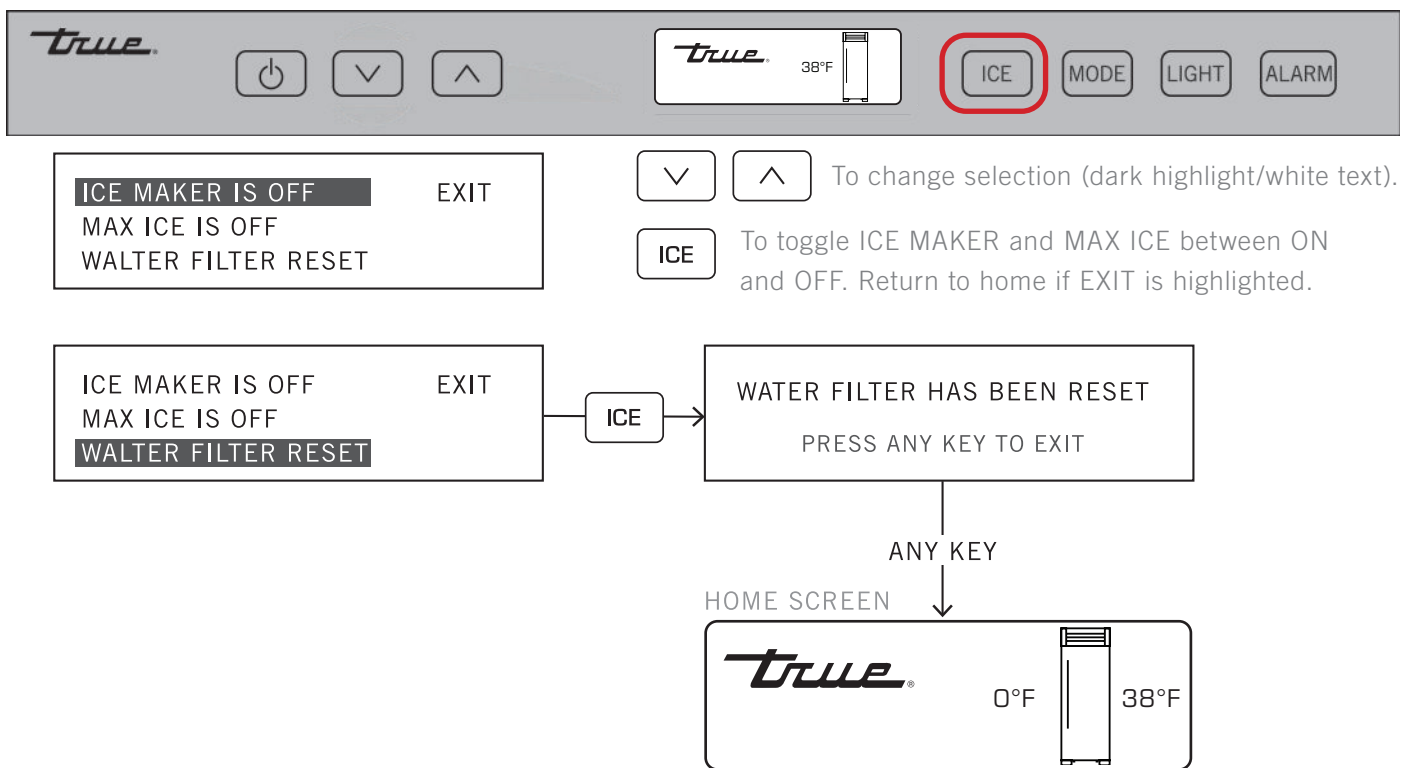 true®
true® 38°F
ICE MODE LIGHT ALARM
ICE MAKER IS OFF EXIT
MAX ICE IS OFF
WALTER FILTER RESET
To change selection (dark highlight/white text).
ICE To toggle ICE MAKER and MAX ICE between ON
and OFF. Return to home if EXIT is highlighted.
ICE MAKER IS OFF EXIT
MAX ICE IS OFF
WALTER FILTER RESET
ICE
WATER FILTER HAS BEEN RESET
PRESS ANY KEY TO EXIT
ANY KEY
HOME SCREEN
true®
0°F 38°F